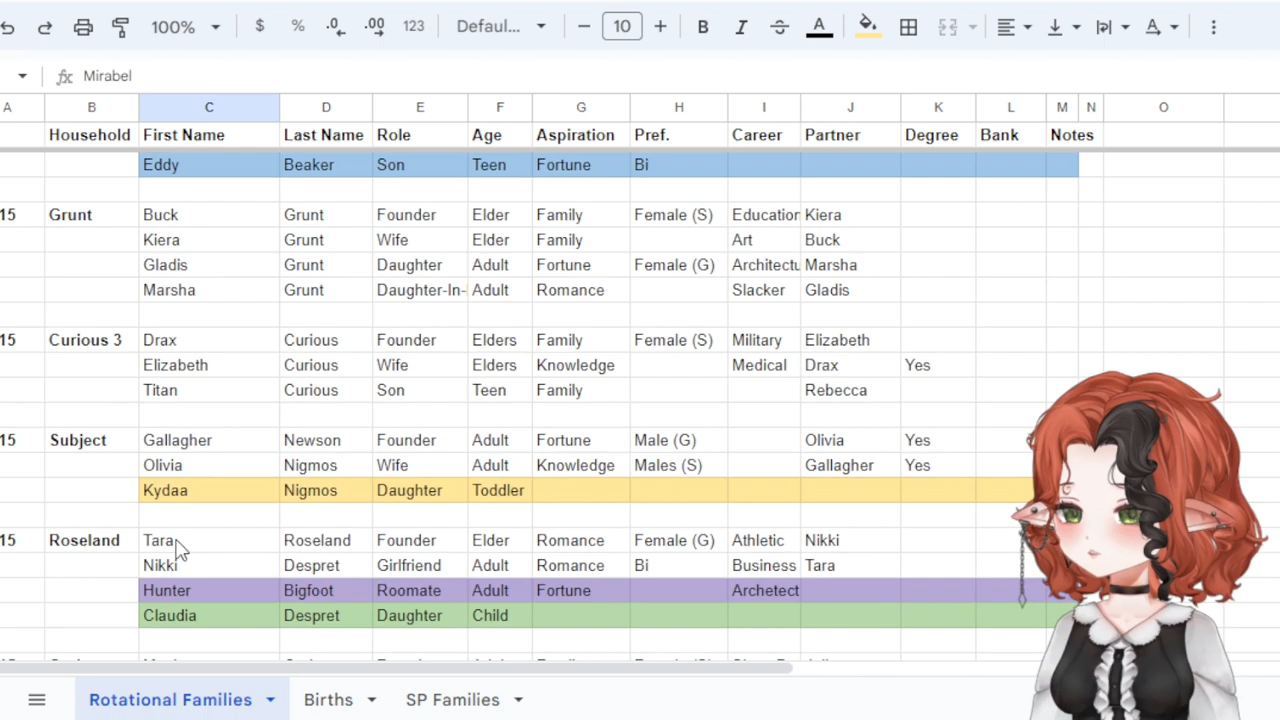 100% $ % .0 .00 123 Defaul... − 10 + B I A
fx Mirabel
A B C D E F G H I J K L M N O
Household First Name Last Name Role Age Aspiration Pref. Career Partner Degree Bank Notes
Eddy Beaker Son Teen Fortune Bi
15 Grunt Buck Grunt Founder Elder Family Female (S) Education Kiera
Kiera Grunt Wife Elder Family Art Buck
Gladis Grunt Daughter Adult Fortune Female (G) Architectu Marsha
Marsha Grunt Daughter-In- Adult Romance Slacker Gladis
15 Curious 3 Drax Curious Founder Elders Family Female (S) Military Elizabeth
Elizabeth Curious Wife Elders Knowledge Medical Drax Yes
Titan Curious Son Teen Family Rebecca
15 Subject Gallagher Newson Founder Adult Fortune Male (G) Olivia Yes
Olivia Nigmos Wife Adult Knowledge Males (S) Gallagher Yes
Kydaa Nigmos Daughter Toddler
15 Roseland Tara Roseland Founder Elder Romance Female (G) Athletic Nikki
Nikki Despret Girlfriend Adult Romance Bi Business Tara
Hunter Bigfoot Roomate Adult Fortune Archetect
Claudia Despret Daughter Child
Rotational Families Births SP Families